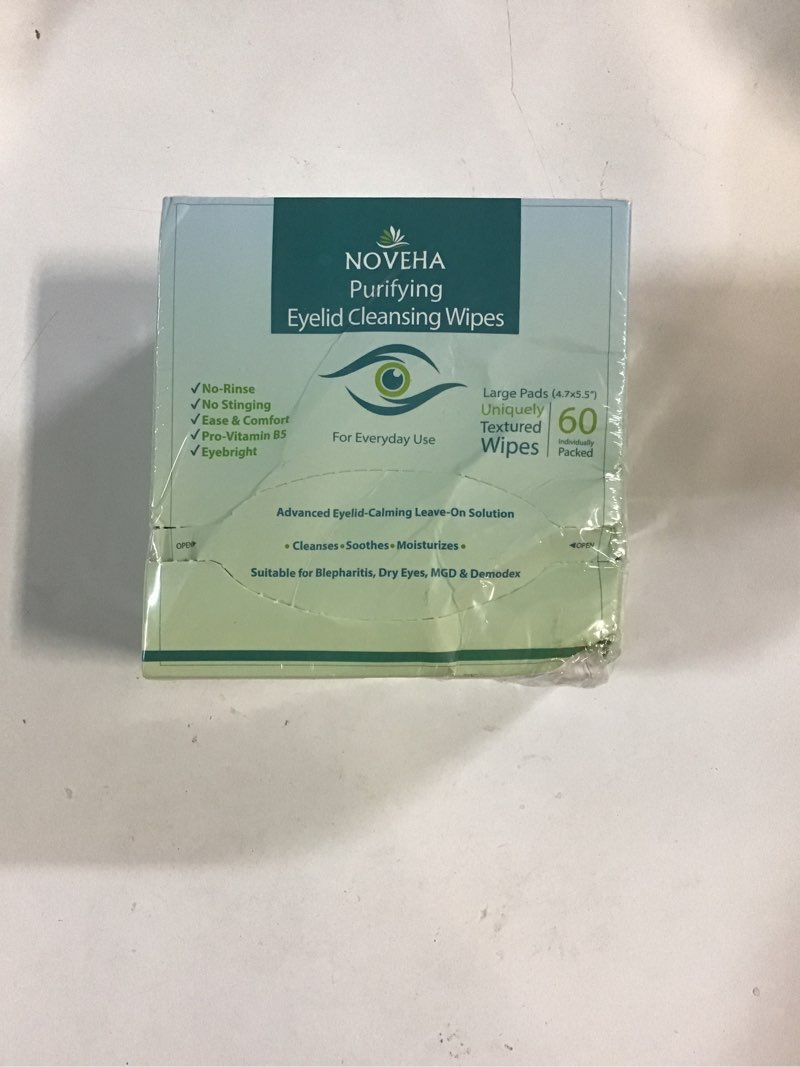 NOVEHA
Purifying
Eyelid Cleansing Wipes
✓No-Rinse
✓No Stinging
✓Ease & Comfort
✓Pro-Vitamin B5
✓Eyebright
For Everyday Use
Large Pads (4.7x5.5")
Uniquely
Textured
Wipes
60
Individually
Packed
Advanced Eyelid-Calming Leave-On Solution
OPEN
• Cleanses • Soothes • Moisturizes •
OPEN
Suitable for Blepharitis, Dry Eyes, MGD & Demodex